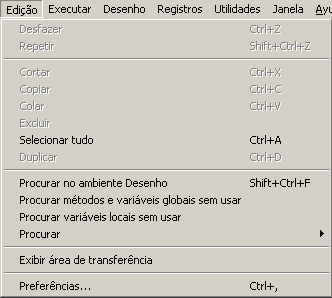 Edição Executar Desenho Registros Utilidades Janela
Desfazer Ctrl+Z
Repetir Shift+Ctrl+Z
Cortar Ctrl+X
Copiar Ctrl+C
Colar Ctrl+V
Excluir
Selecionar tudo Ctrl+A
Duplicar Ctrl+D
Procurar no ambiente Desenho Shift+Ctrl+F
Procurar métodos e variáveis globais sem usar
Procurar variáveis locais sem usar
Procurar
Exibir área de transferência
Preferências... Ctrl+,